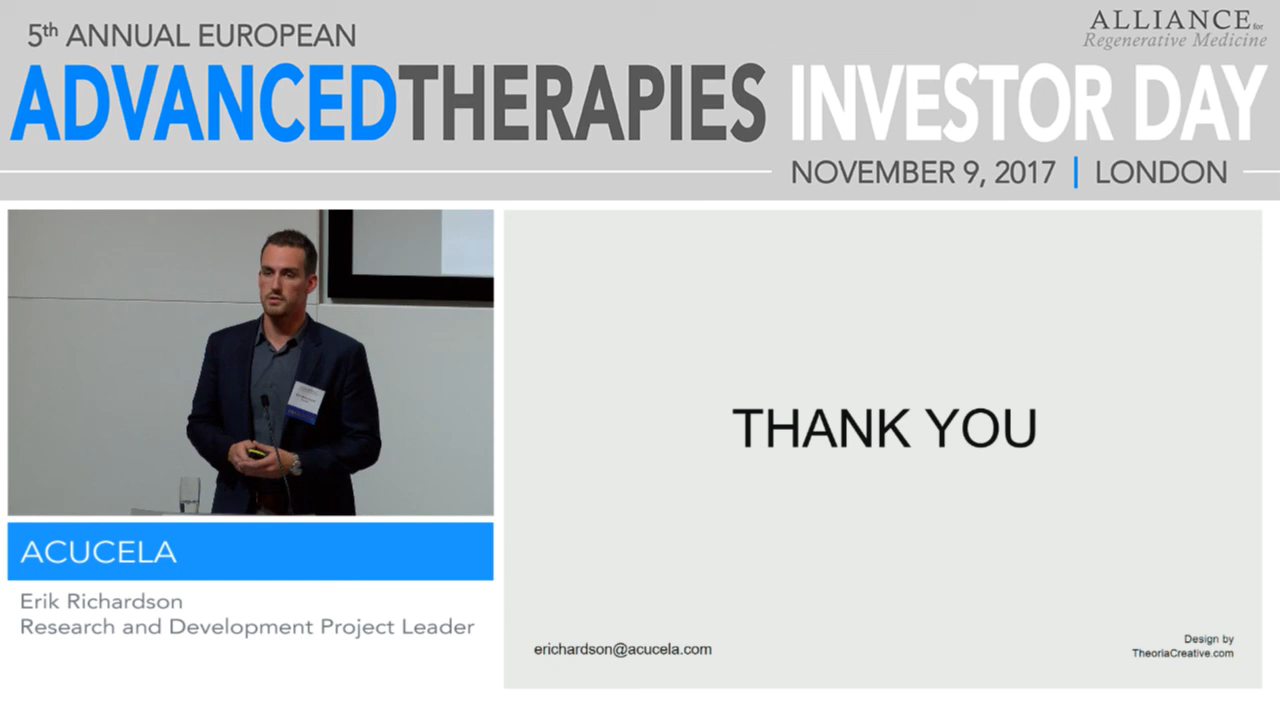 5th ANNUAL EUROPEAN
ALLIANCE for
Regenerative Medicine
ADVANCEDTHERAPIES INVESTOR DAY
NOVEMBER 9, 2017 | LONDON
THANK YOU
ACUCELA
Erik Richardson
Research and Development Project Leader
erichardson@acucela.com
Design by
TheoriaCreative.com